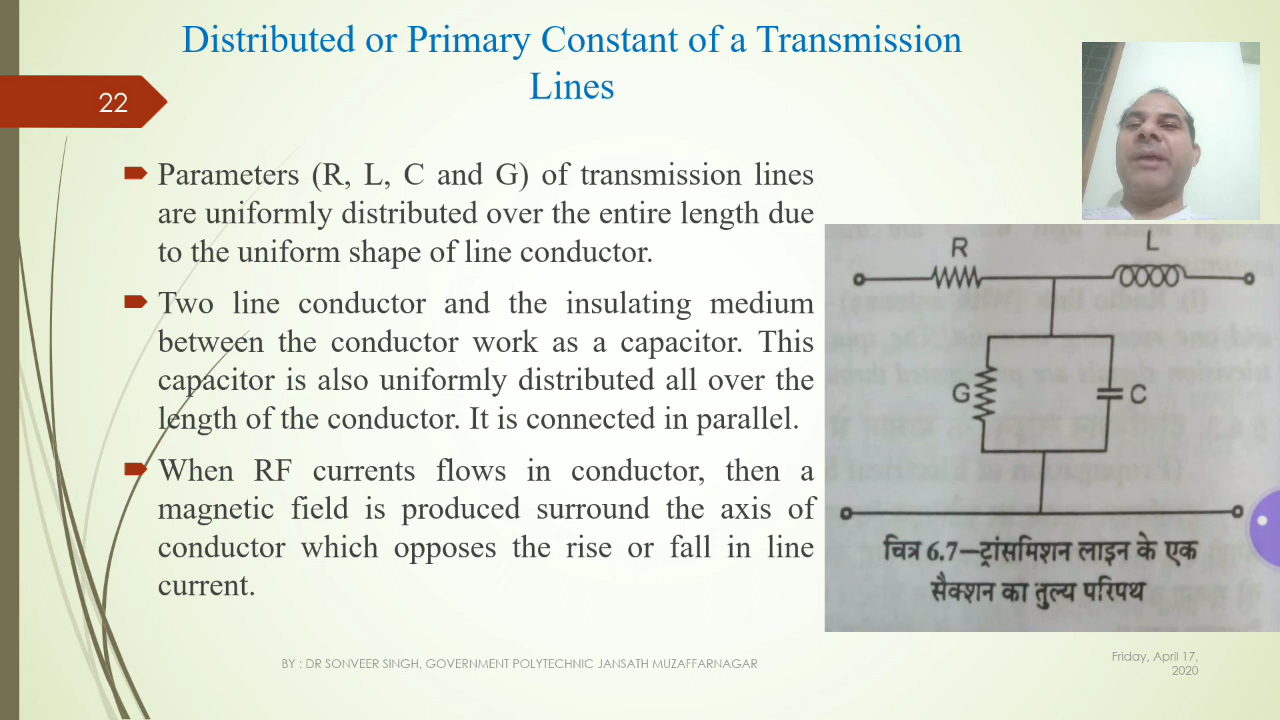 Distributed or Primary Constant of a Transmission
Lines
22
Parameters (R, L, C and G) of transmission lines
are uniformly distributed over the entire length due
to the uniform shape of line conductor.
Two line conductor and the insulating medium
between the conductor work as a capacitor. This
capacitor is also uniformly distributed all over the
length of the conductor. It is connected in parallel.
When RF currents flows in conductor, then a
magnetic field is produced surround the axis of
conductor which opposes the rise or fall in line
current.
R
L
G
C
चित्र 6.7—ट्रांसमिशन लाइन के एक
सैक्शन का तुल्य परिपथ
BY : DR SONVEER SINGH, GOVERNMENT POLYTECHNIC JANSATH MUZAFFARNAGAR
Friday, April 17,
2020